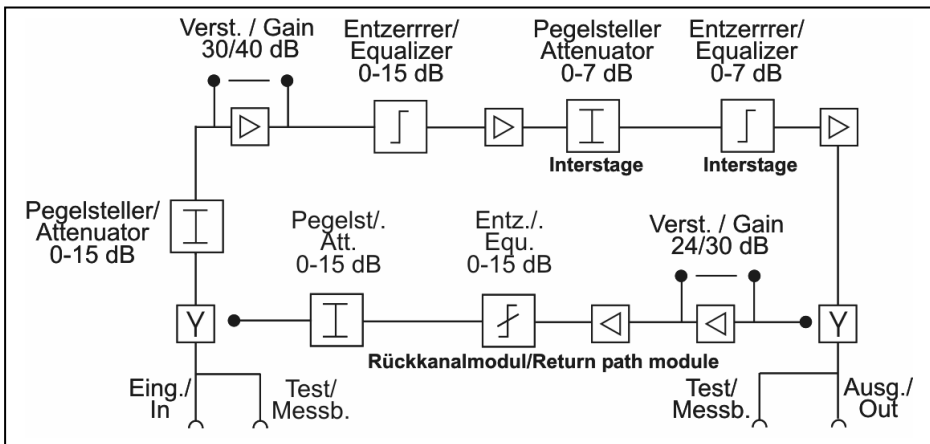 Verst. / Gain
30/40 dB
Entzerrrer/
Equalizer
0-15 dB
Pegelsteller
Attenuator
0-7 dB
Entzerrrer/
Equalizer
0-7 dB
Interstage
Interstage
Pegelsteller/
Attenuator
0-15 dB
Pegelst/.
Att.
0-15 dB
Entz./.
Equ.
0-15 dB
Verst. / Gain
24/30 dB
Y
Y
Rückkanalmodul/Return path module
Eing./
In
Test/
Messb.
Test/
Messb.
Ausg./
Out